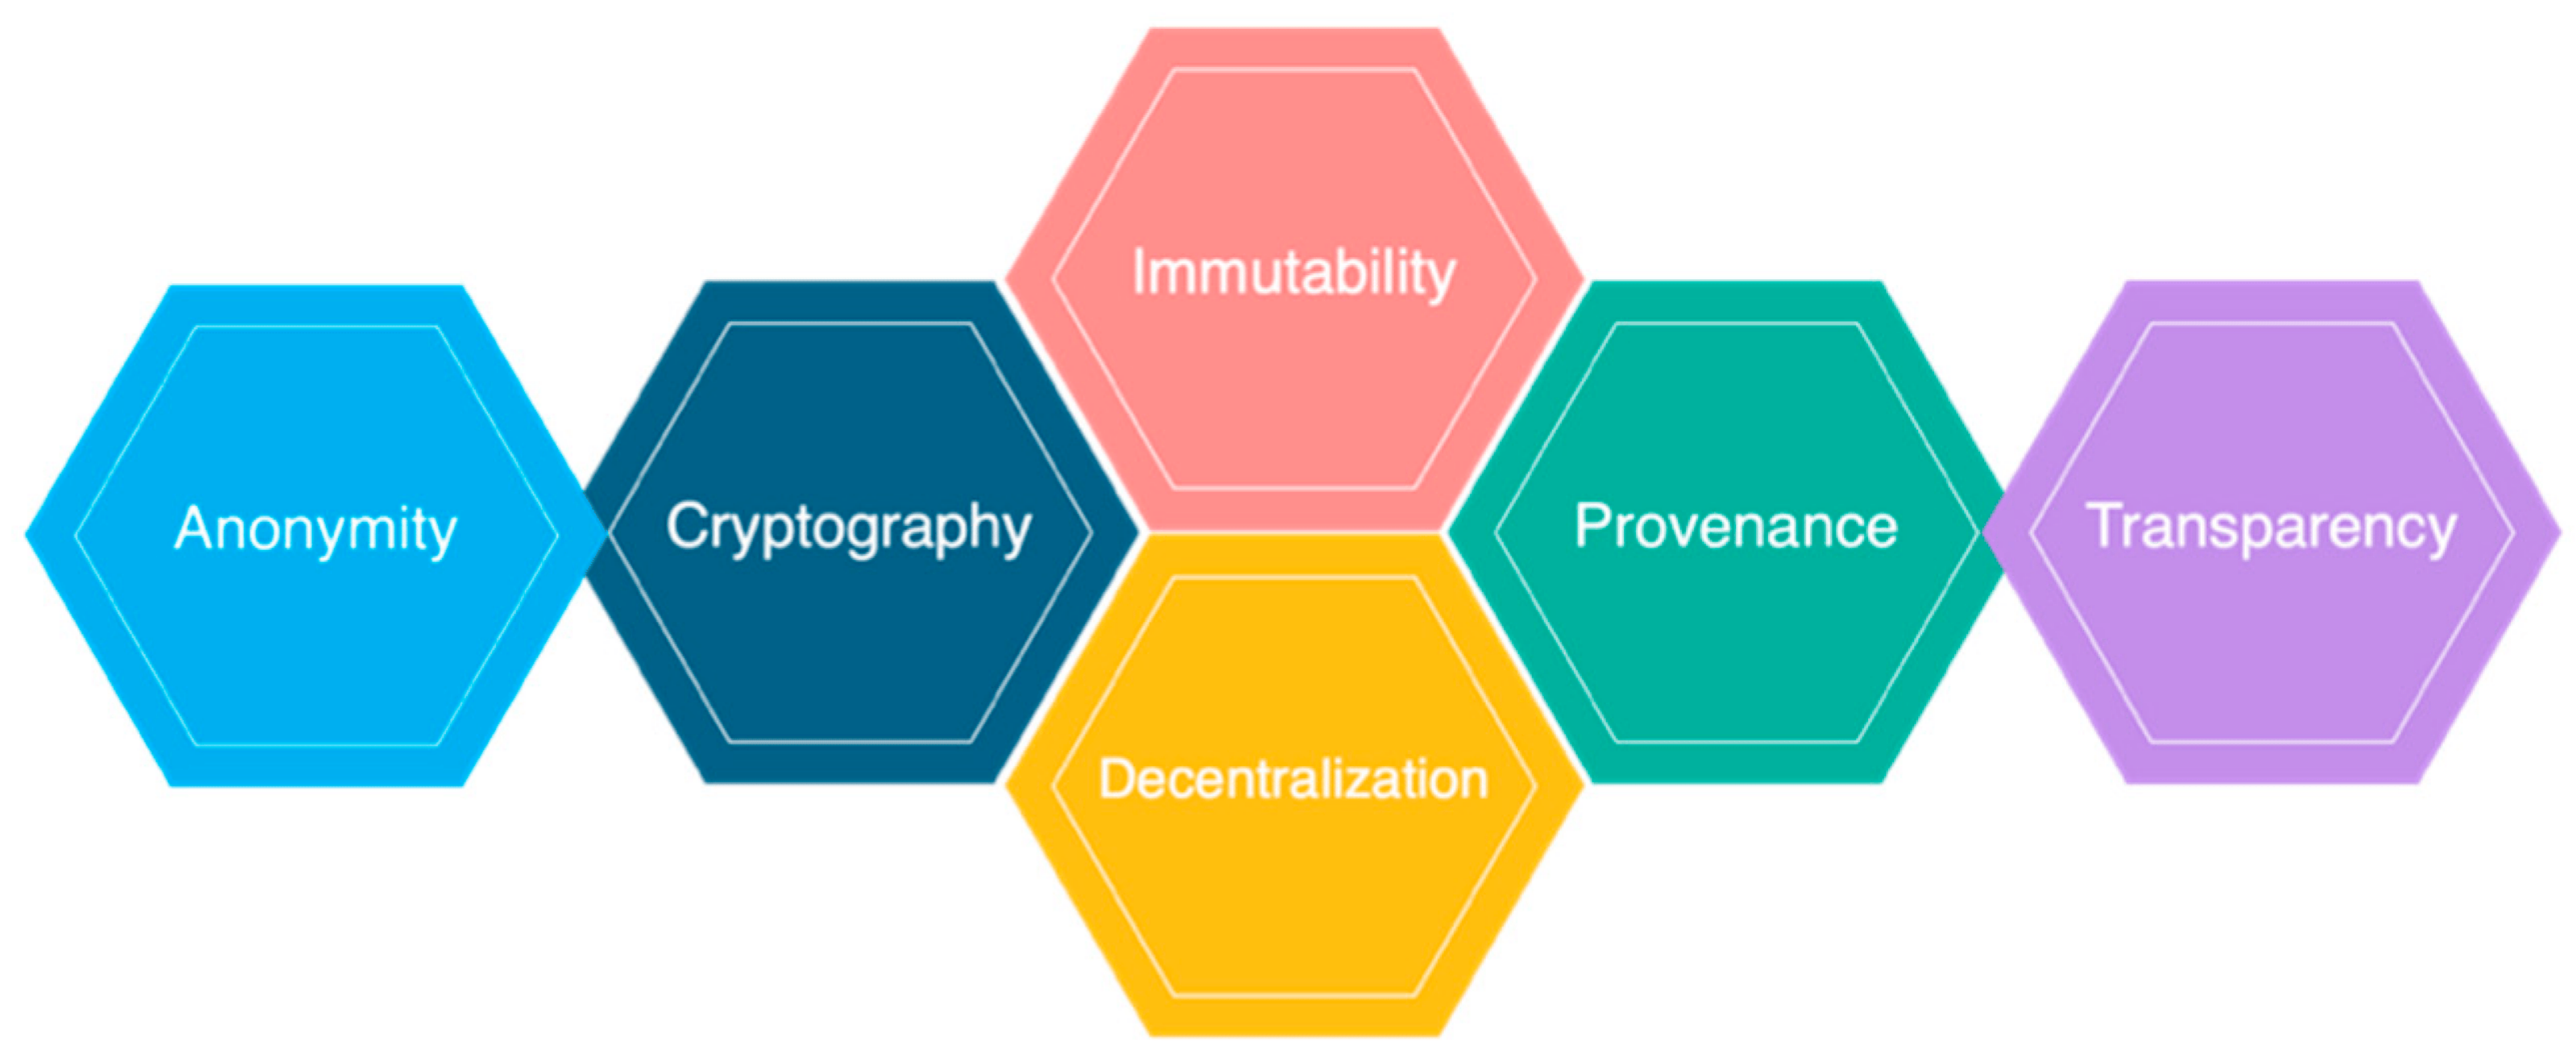 Immutability
Anonymity
Cryptography
Provenance
Transparency
Decentralization